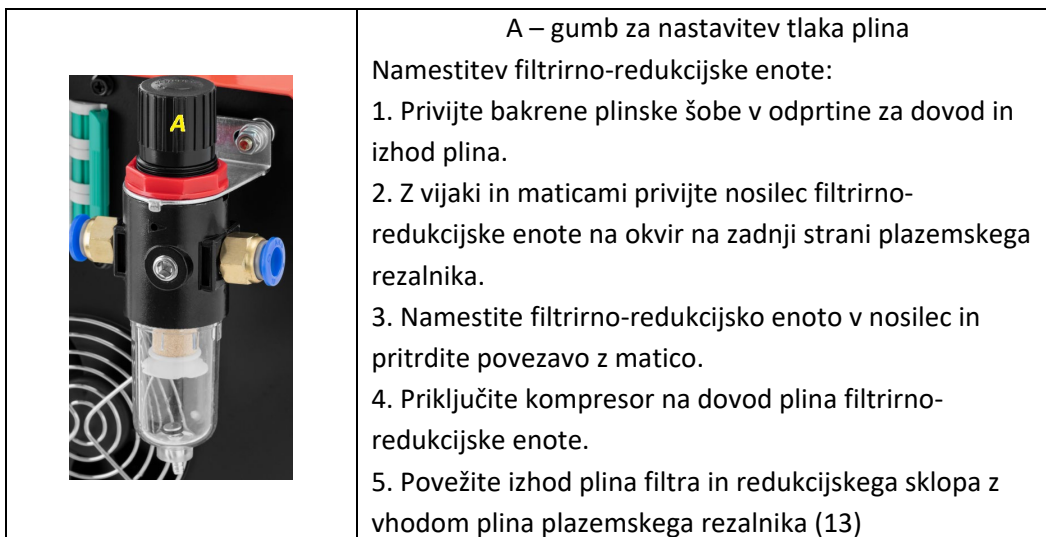 A
A – gumb za nastavitev tlaka plina
Namestitev filtrirno-redukcijske enote:
1. Privijte bakrene plinske šobe v odprtine za dovod in
izhod plina.
2. Z vijaki in maticami privijte nosilec filtrirno-
redukcijske enote na okvir na zadnji strani plazemskega
rezalnika.
3. Namestite filtrirno-redukcijsko enoto v nosilec in
pritrdite povezavo z matico.
4. Priključite kompresor na dovod plina filtrirno-
redukcijske enote.
5. Povežite izhod plina filtra in redukcijskega sklopa z
vhodom plina plazemskega rezalnika (13)